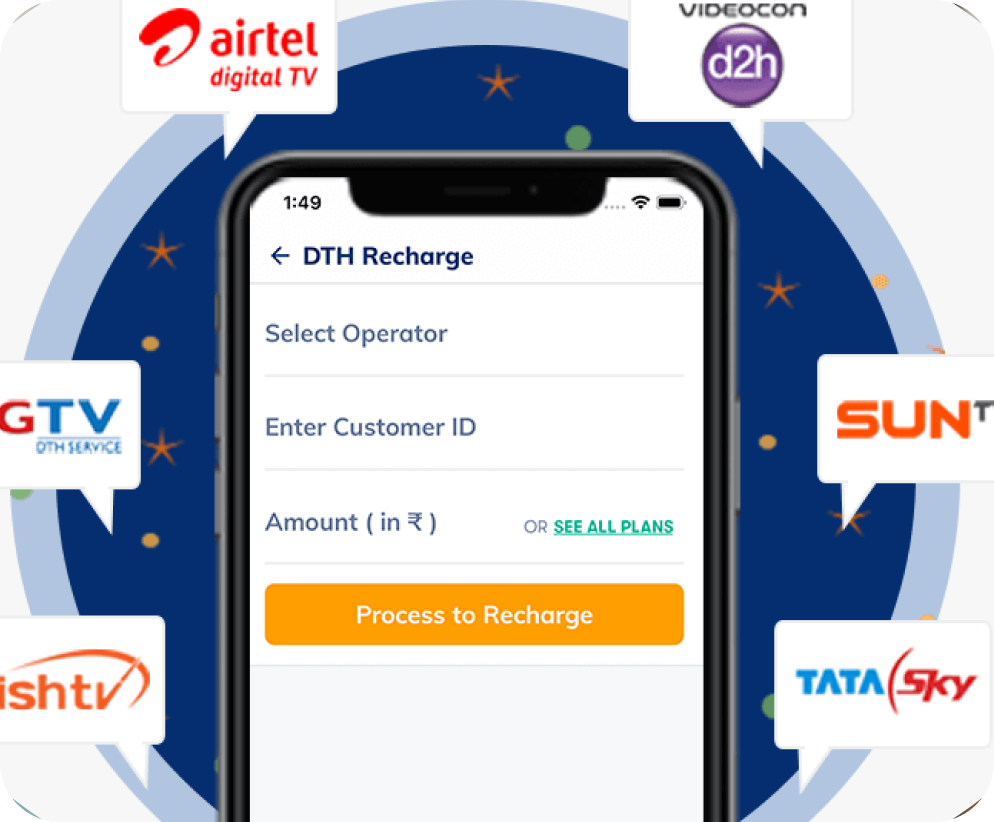 airtel
digital TV
VIDEOCON
d2h
1:49
DTH Recharge
Select Operator
Enter Customer ID
GTV
DTH SERVICE
SUN T
Amount ( in ₹ )
OR SEE ALL PLANS
Process to Recharge
ishtv
TATA Sky